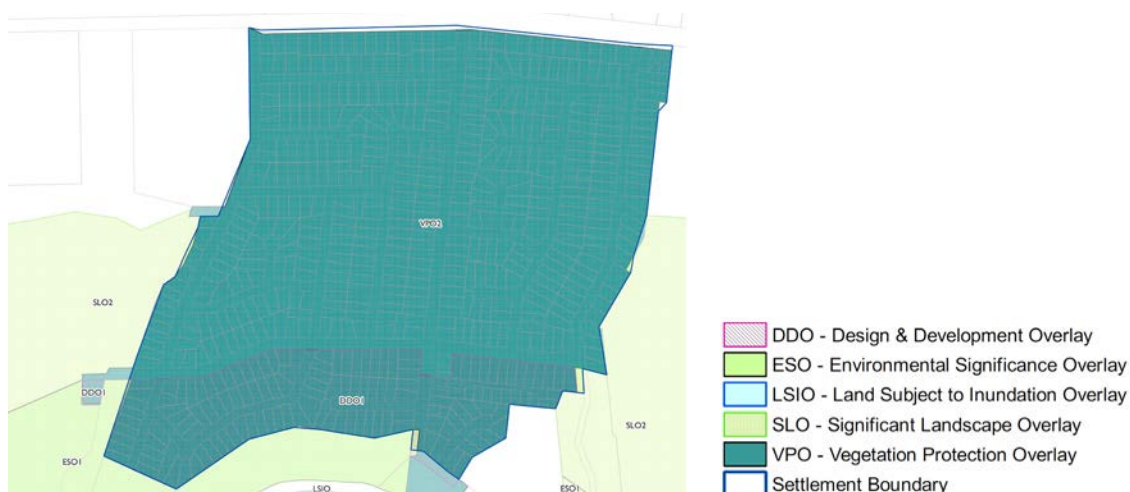 VPO2
SLO2
DDO1
DDO1
SLO2
ESO1
LSIO
ESO1
DDO - Design & Development Overlay
ESO - Environmental Significance Overlay
LSIO - Land Subject to Inundation Overlay
SLO - Significant Landscape Overlay
VPO - Vegetation Protection Overlay
Settlement Boundary